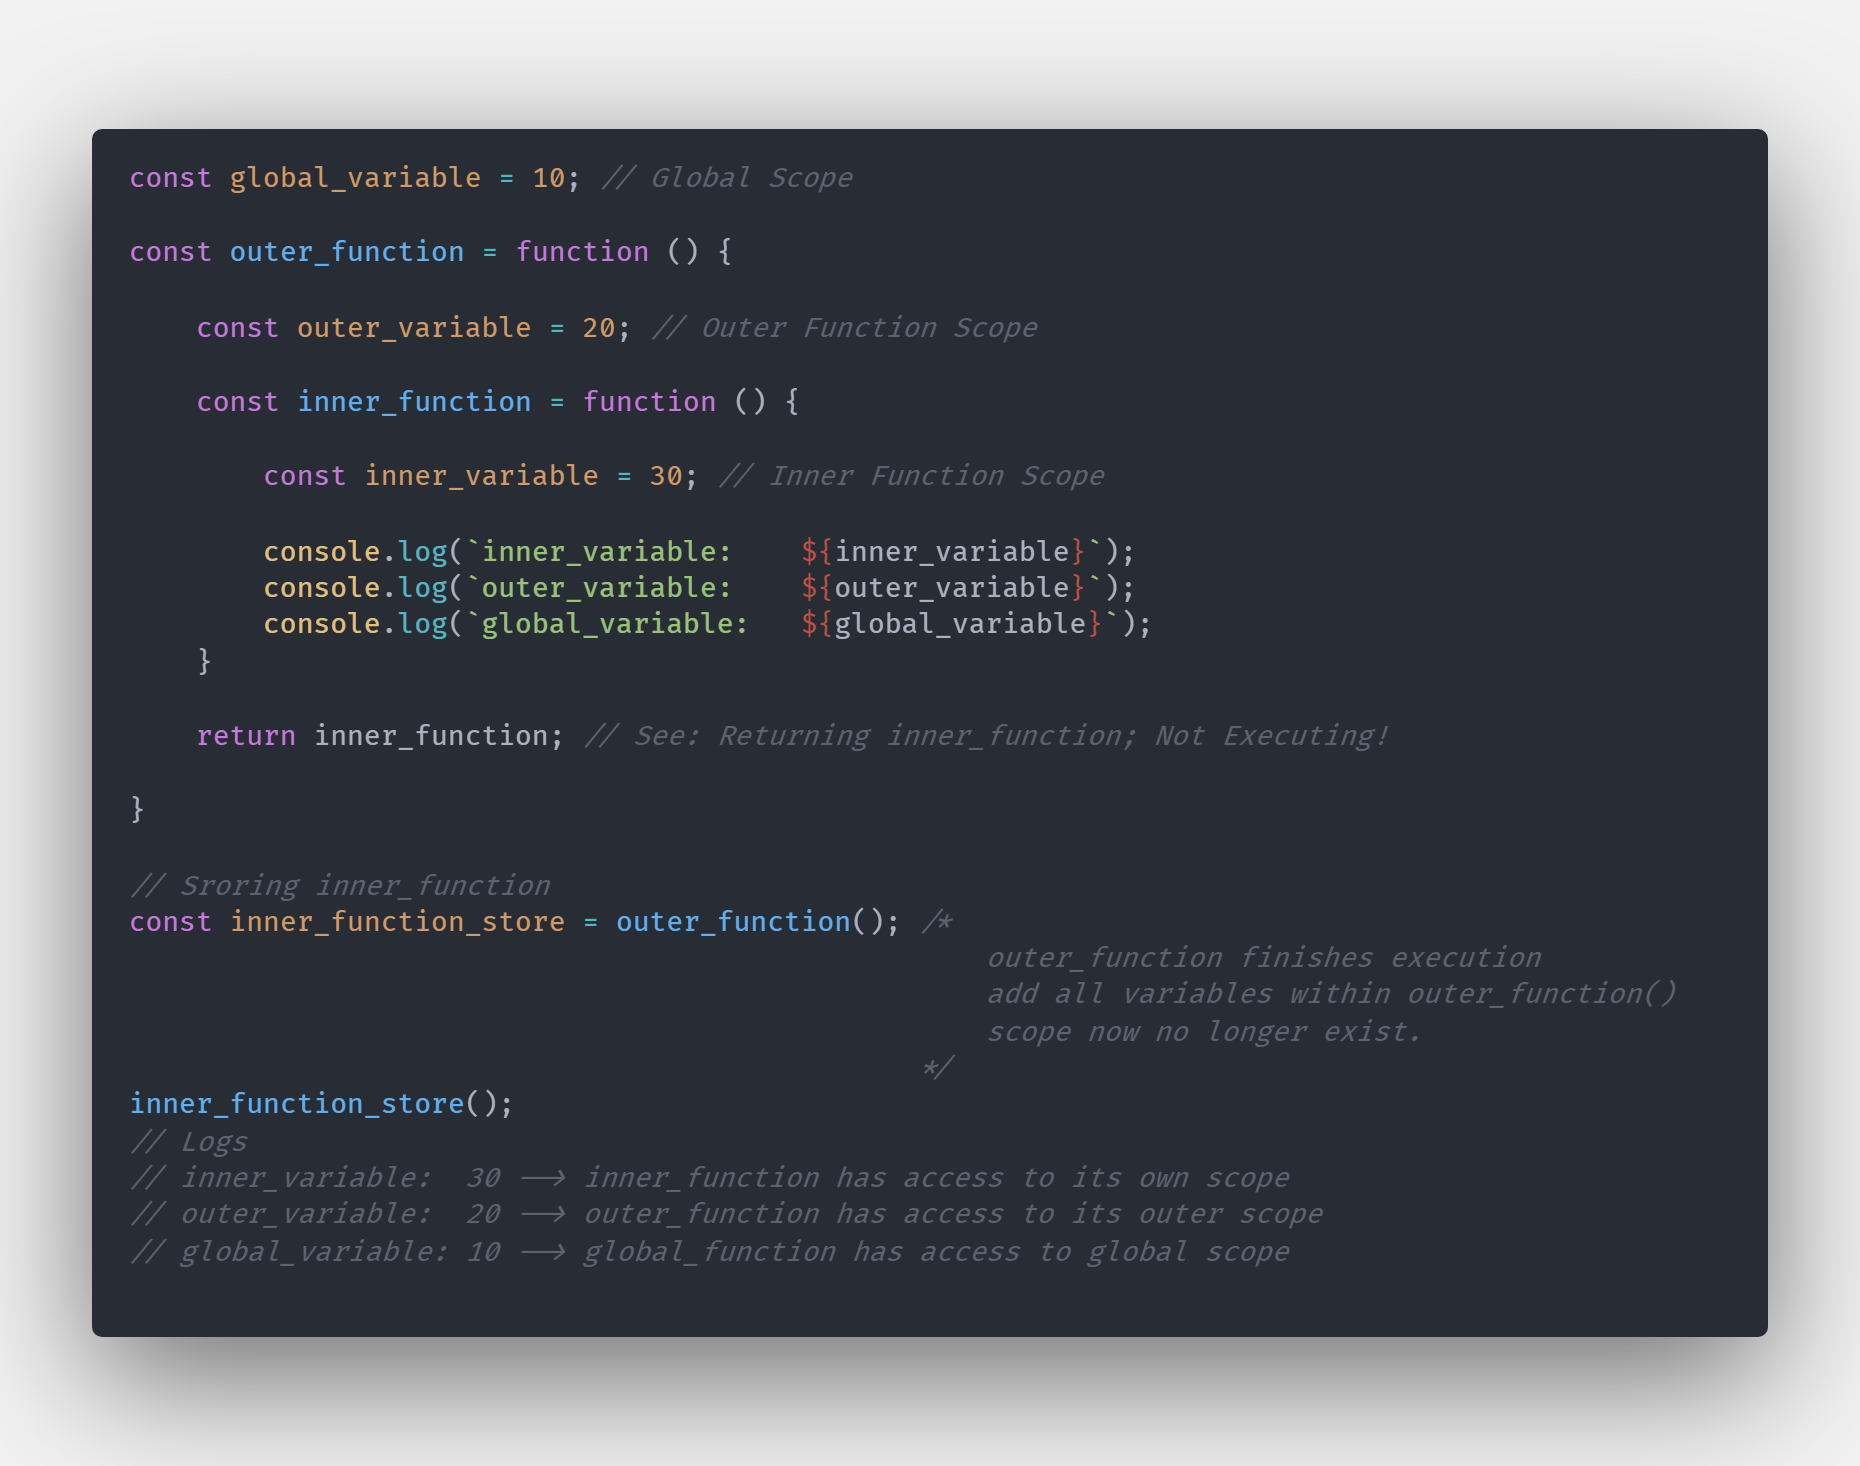 const global_variable = 10; // Global Scope
const outer_function = function () {
    const outer_variable = 20; // Outer Function Scope
    const inner_function = function () {
        const inner_variable = 30; // Inner Function Scope
        console.log(`inner_variable:    ${inner_variable}`);
        console.log(`outer_variable:    ${outer_variable}`);
        console.log(`global_variable:   ${global_variable}`);
    }
    return inner_function; // See: Returning inner_function; Not Executing!
}
// Sroring inner_function
const inner_function_store = outer_function(); /*
                                                   outer_function finishes execution
                                                   add all variables within outer_function()
                                                   scope now no longer exist.
                                               */
inner_function_store();
// Logs
// inner_variable:  30 --> inner_function has access to its own scope
// outer_variable:  20 --> outer_function has access to its outer scope
// global_variable: 10 --> global_function has access to global scope